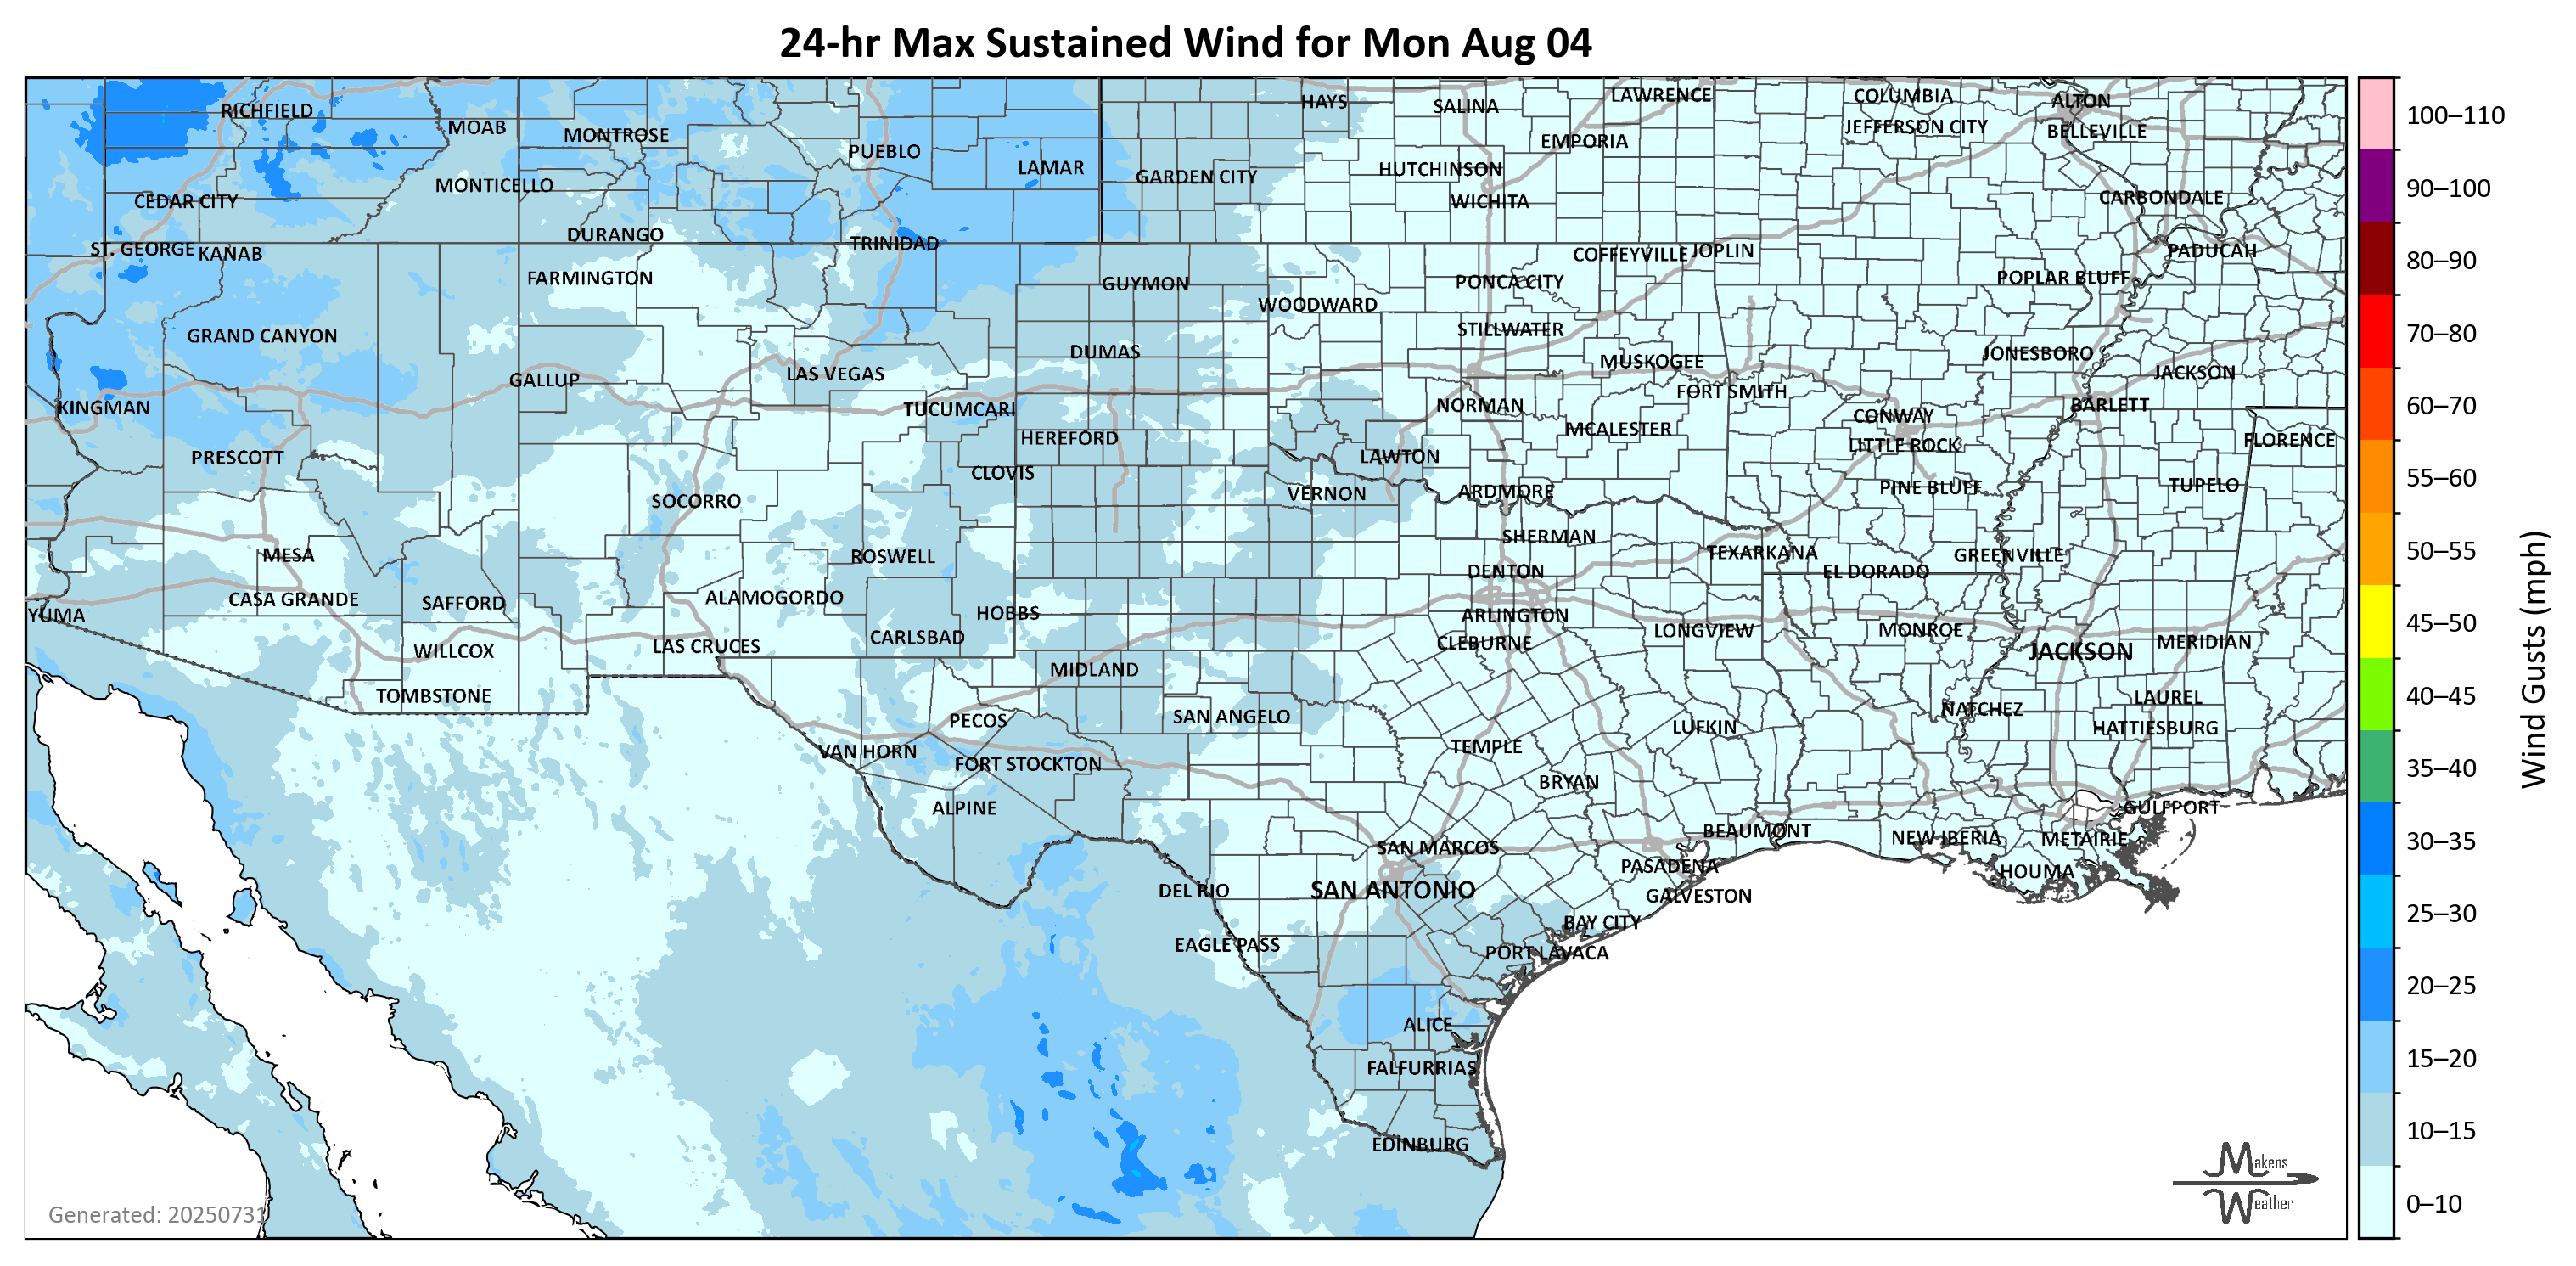 24-hr Max Sustained Wind for Mon Aug 04
RICHFIELD
MOAB
MONTROSE
PUEBLO
LAMAR
HAYS
SALINA
LAWRENCE
COLUMBIA
ALTON
EMPORIA
JEFFERSON CITY
BELLEVILLE
MONTICELLO
GARDEN CITY
HUTCHINSON
CEDAR CITY
WICHITA
CARBONDALE
ST. GEORGE
KANAB
DURANGO
TRINIDAD
COFFEYVILLE
JOPLIN
PADUCAH
FARMINGTON
GUYMON
PONCA CITY
POPLAR BLUFF
WOODWARD
GRAND CANYON
STILLWATER
DUMAS
MUSKOGEE
JONESBORO
GALLUP
LAS VEGAS
FORT SMITH
JACKSON
KINGMAN
TUCUMCARI
NORMAN
CONWAY
BARLETT
HEREFORD
MCALESTER
LITTLE ROCK
FLORENCE
PRESCOTT
CLOVIS
LAWTON
SOCORRO
VERNON
ARDMORE
PINE BLUFF
TUPELO
MESA
ROSWELL
SHERMAN
TEXARKANA
GREENVILLE
DENTON
EL DORADO
YUMA
CASA GRANDE
SAFFORD
ALAMOGORDO
HOBBS
ARLINGTON
WILLCOX
LAS CRUCES
CARLSBAD
CLEBURNE
LONGVIEW
MONROE
JACKSON
MERIDIAN
TOMBSTONE
MIDLAND
PECOS
SAN ANGELO
LUFKIN
NATCHEZ
LAUREL
HATTIESBURG
VAN HORN
FORT STOCKTON
TEMPLE
BRYAN
ALPINE
GULFPORT
SAN MARCOS
BEAUMONT
NEW IBERIA
METAIRIE
DEL RIO
SAN ANTONIO
PASADENA
HOUMA
GALVESTON
EAGLE PASS
BAY CITY
PORT LAVACA
ALICE
FALFURRIAS
EDINBURG
Generated: 20250731
Makens
Weather
100–110
90–100
80–90
70–80
60–70
55–60
50–55
45–50
40–45
35–40
30–35
25–30
20–25
15–20
10–15
0–10
Wind Gusts (mph)